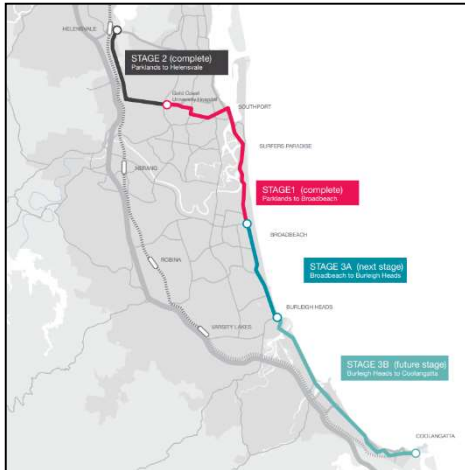 HELENSVALE
STAGE 2 (complete)
Parklands to Helensvale
Gold Coast
University Hospital
SOUTHPORT
SURFERS PARADISE
NERANG
STAGE1 (complete)
Parklands to Broadbeach
BROADBEACH
ROBINA
STAGE 3A (next stage)
Broadbeach to Burleigh Heads
BURLEIGH HEADS
VARSITY LAKES
STAGE 3B (future stage)
Burleigh Heads to Coolangatta
COOLANGATTA